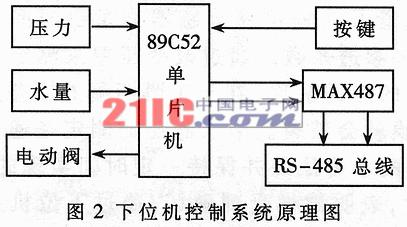 压力
89C52
单
片
机
按键
水量
MAX487
21IC.com
中国电子网
电动阀
RS-485 总线
图 2 下位机控制系统原理图